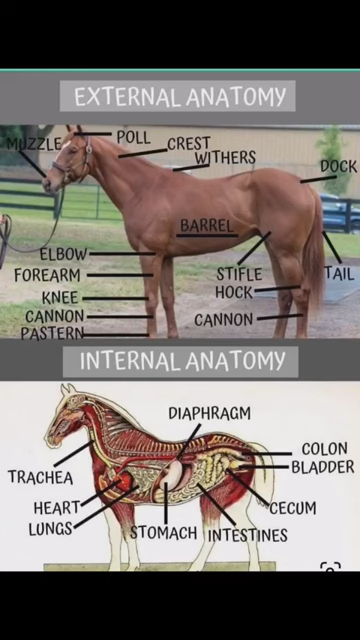 EXTERNAL ANATOMY
MUZZLE
POLL
CREST
WITHERS
DOCK
BARREL
ELBOW
FOREARM
KNEE
CANNON
PASTERN
STIFLE
HOCK
CANNON
TAIL
INTERNAL ANATOMY
DIAPHRAGM
COLON
BLADDER
TRACHEA
HEART
LUNGS
STOMACH
INTESTINES
CECUM